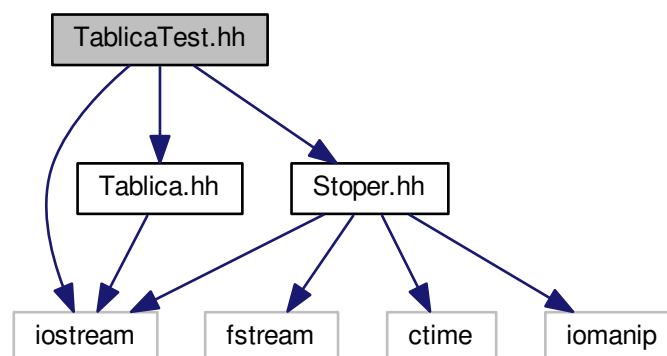 TablicaTest.hh
Tablica.hh
Stoper.hh
iostream
fstream
ctime
iomanip